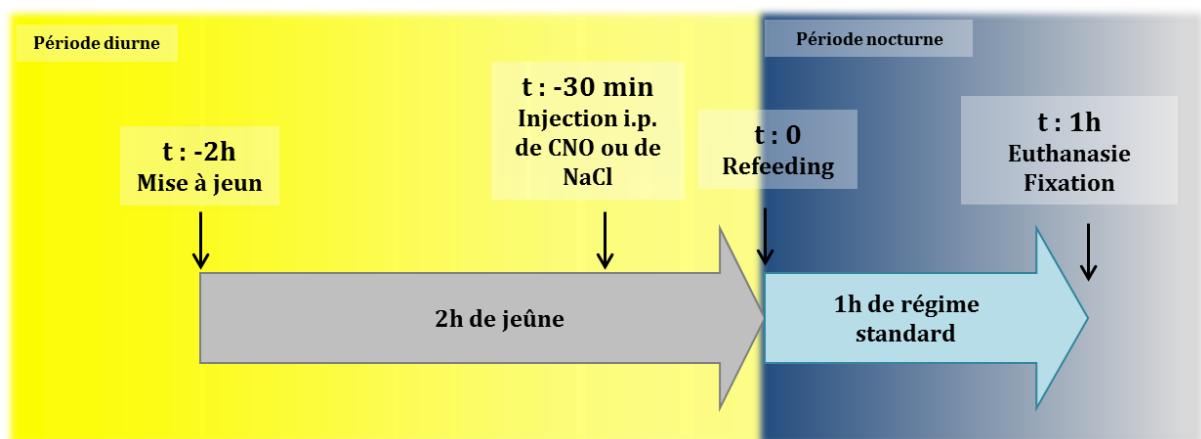 Période diurne
Période nocturne
t : -2h
Mise à jeun
t : -30 min
Injection i.p.
de CNO ou de
NaCl
t : 0
Refeeding
t : 1h
Euthanasie
Fixation
2h de jeûne
1h de régime
standard